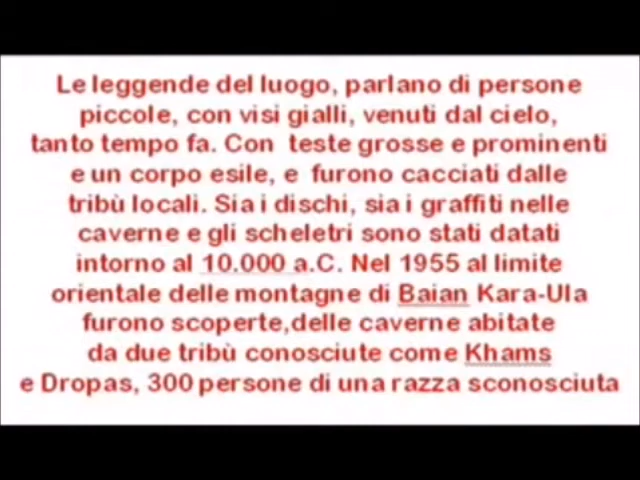 Le leggende del luogo, parlano di persone
piccole, con visi gialli, venuti dal cielo,
tanto tempo fa. Con teste grosse e prominenti
e un corpo esile, e furono cacciati dalle
tribù locali. Sia i dischi, sia i graffiti nelle
caverne e gli scheletri sono stati datati
intorno al 10.000 a.C. Nel 1955 al limite
orientale delle montagne di Baian Kara-Ula
furono scoperte,delle caverne abitate
da due tribù conosciute come Khams
e Dropas, 300 persone di una razza sconosciuta